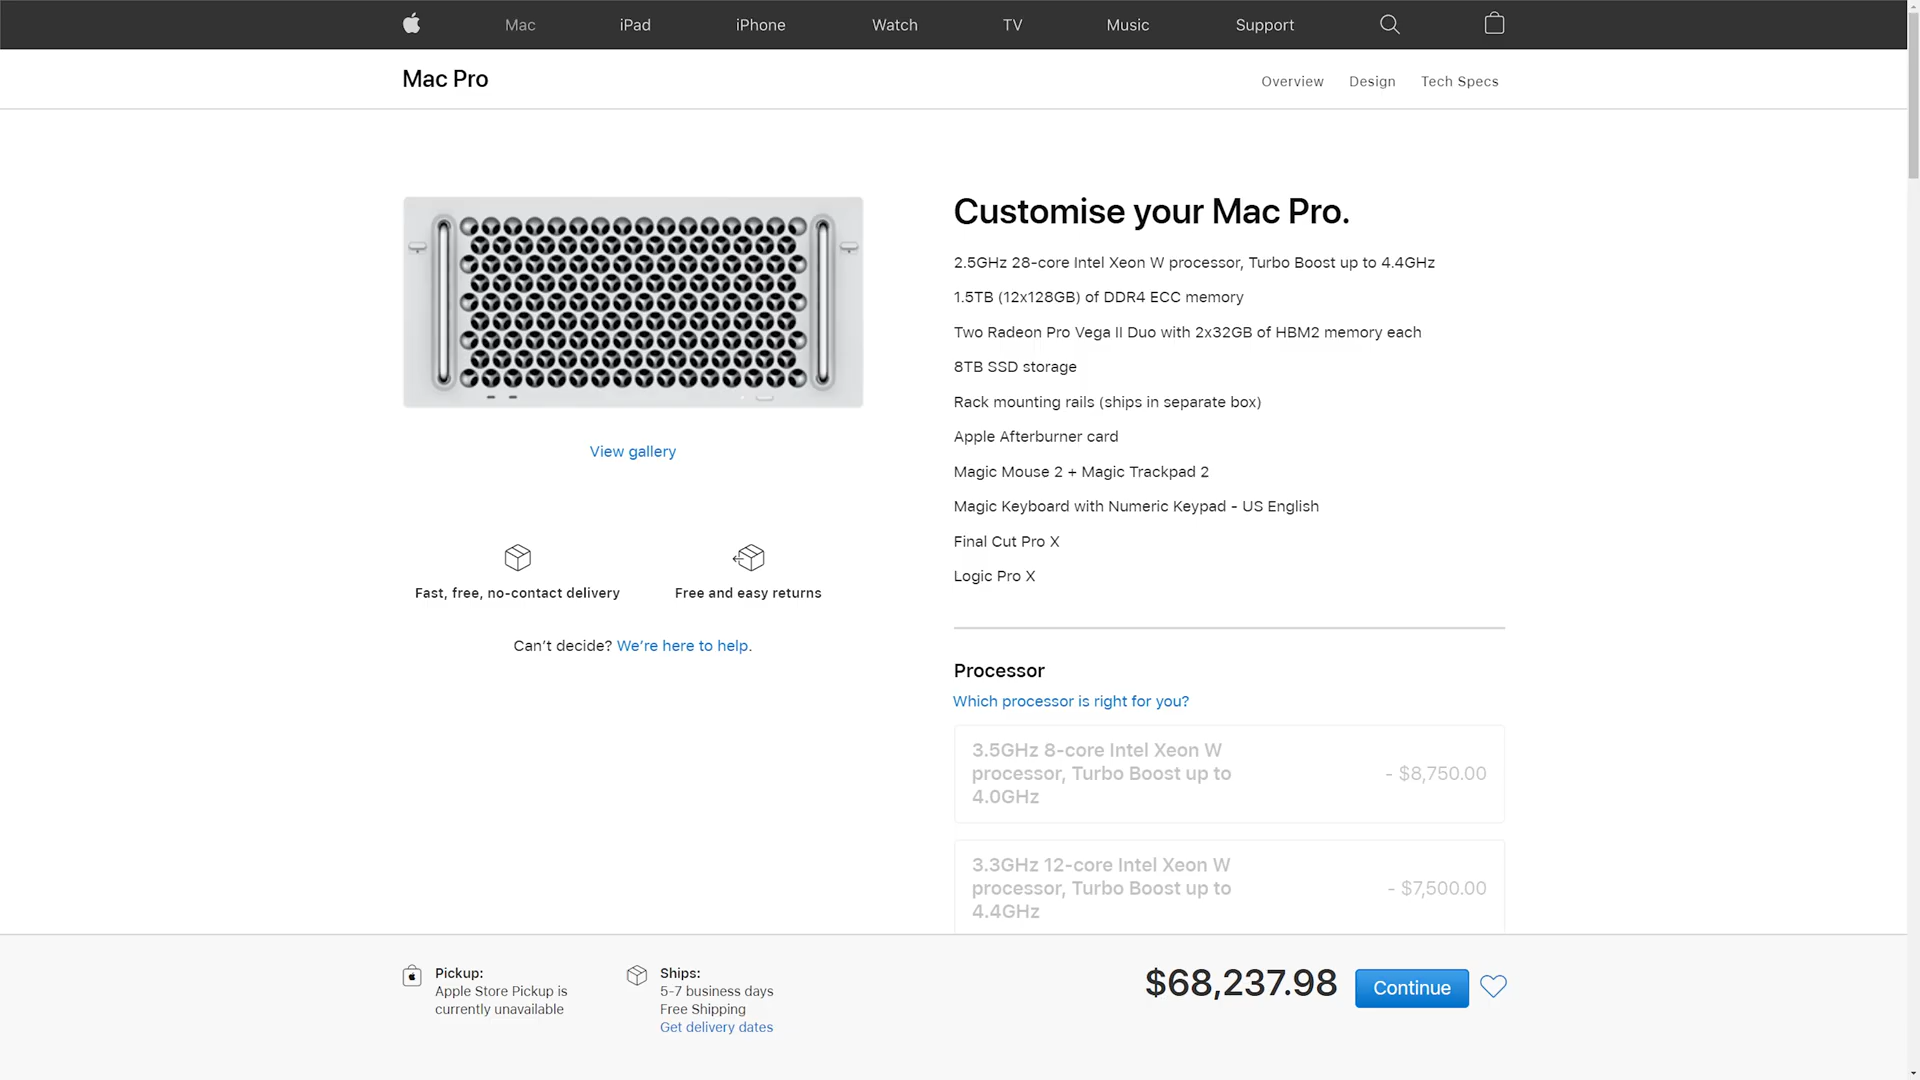 Mac
iPad
iPhone
Watch
TV
Music
Support
Mac Pro
Overview
Design
Tech Specs
View gallery
Fast, free, no-contact delivery
Free and easy returns
Can’t decide? We’re here to help.
Customise your Mac Pro.
2.5GHz 28-core Intel Xeon W processor, Turbo Boost up to 4.4GHz
1.5TB (12x128GB) of DDR4 ECC memory
Two Radeon Pro Vega II Duo with 2x32GB of HBM2 memory each
8TB SSD storage
Rack mounting rails (ships in separate box)
Apple Afterburner card
Magic Mouse 2 + Magic Trackpad 2
Magic Keyboard with Numeric Keypad - US English
Final Cut Pro X
Logic Pro X
Processor
Which processor is right for you?
3.5GHz 8-core Intel Xeon W
processor, Turbo Boost up to
4.0GHz
- $8,750.00
3.3GHz 12-core Intel Xeon W
processor, Turbo Boost up to
4.4GHz
- $7,500.00
Pickup:
Apple Store Pickup is
currently unavailable
Ships:
5-7 business days
Free Shipping
Get delivery dates
$68,237.98
Continue